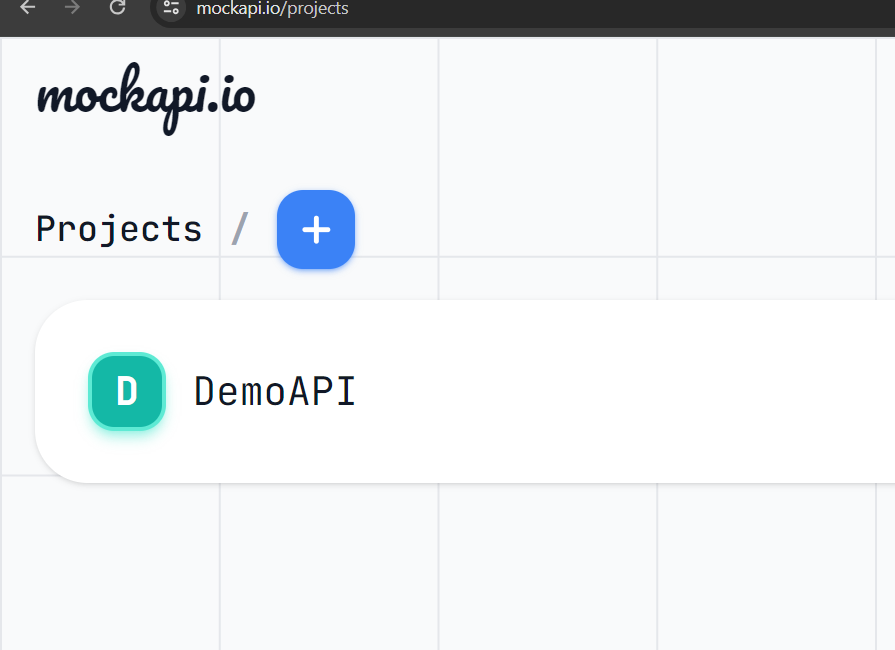 mockapi.io/projects
mockapi.io
Projects / +
D DemoAPI